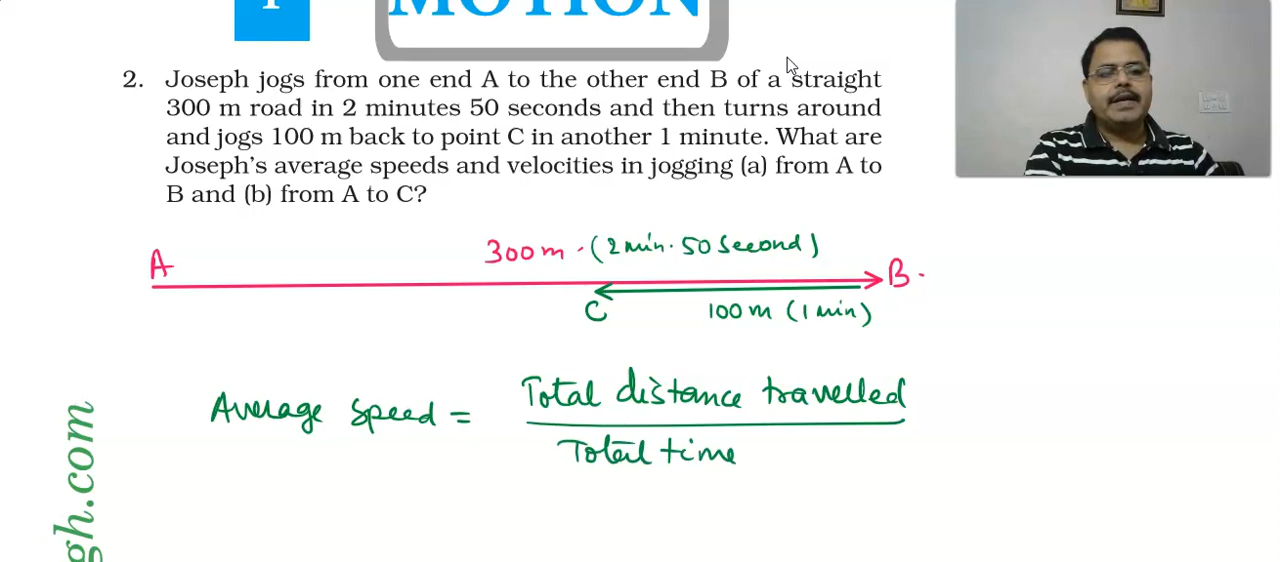 MOTION
2. Joseph jogs from one end A to the other end B of a straight
300 m road in 2 minutes 50 seconds and then turns around
and jogs 100 m back to point C in another 1 minute. What are
Joseph's average speeds and velocities in jogging (a) from A to
B and (b) from A to C?
A 300m. (2 min. 50 Second) B.
C 100m (1 min)
Average Speed = Total distance travelled
Total time
gh.com